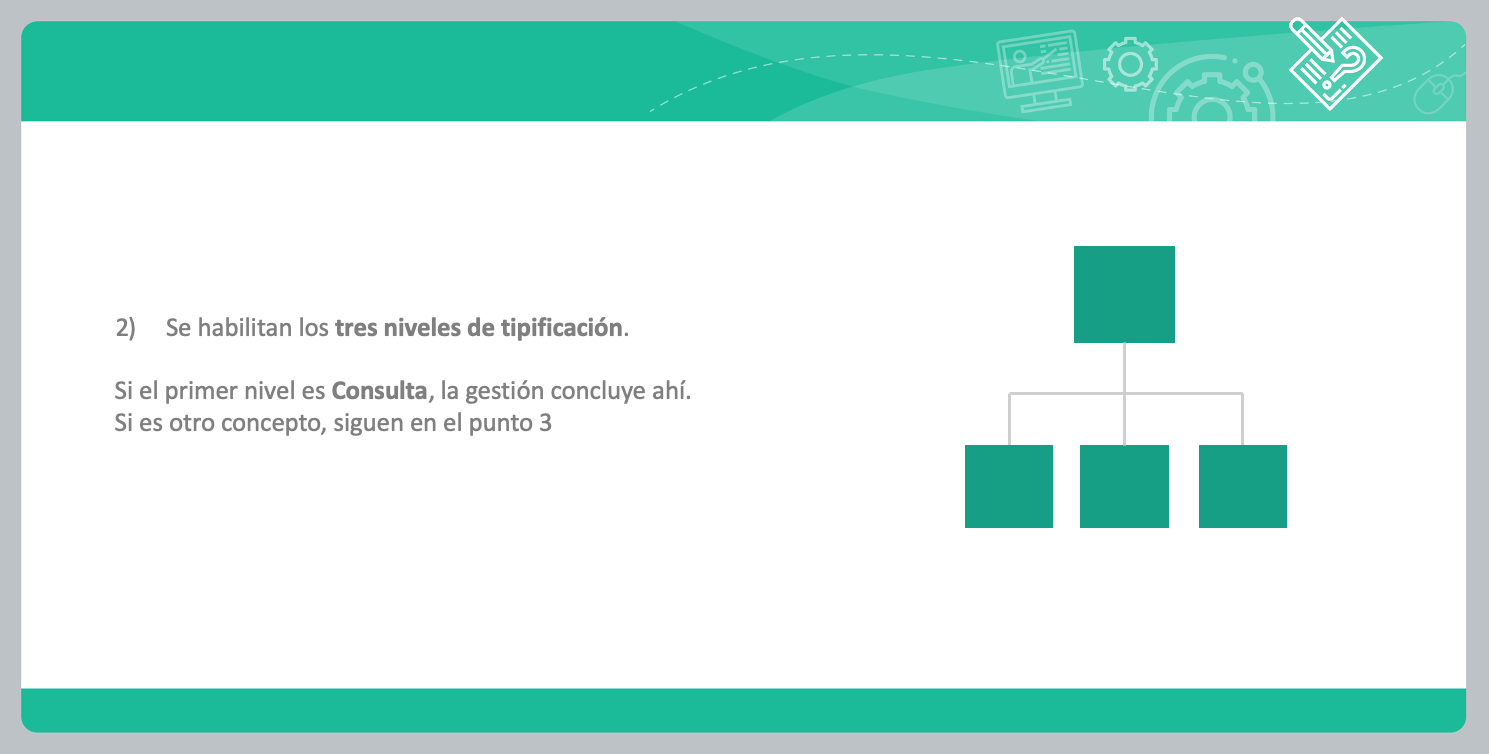 2) Se habilitan los tres niveles de tipificación.
Si el primer nivel es Consulta, la gestión concluye ahí.
Si es otro concepto, siguen en el punto 3